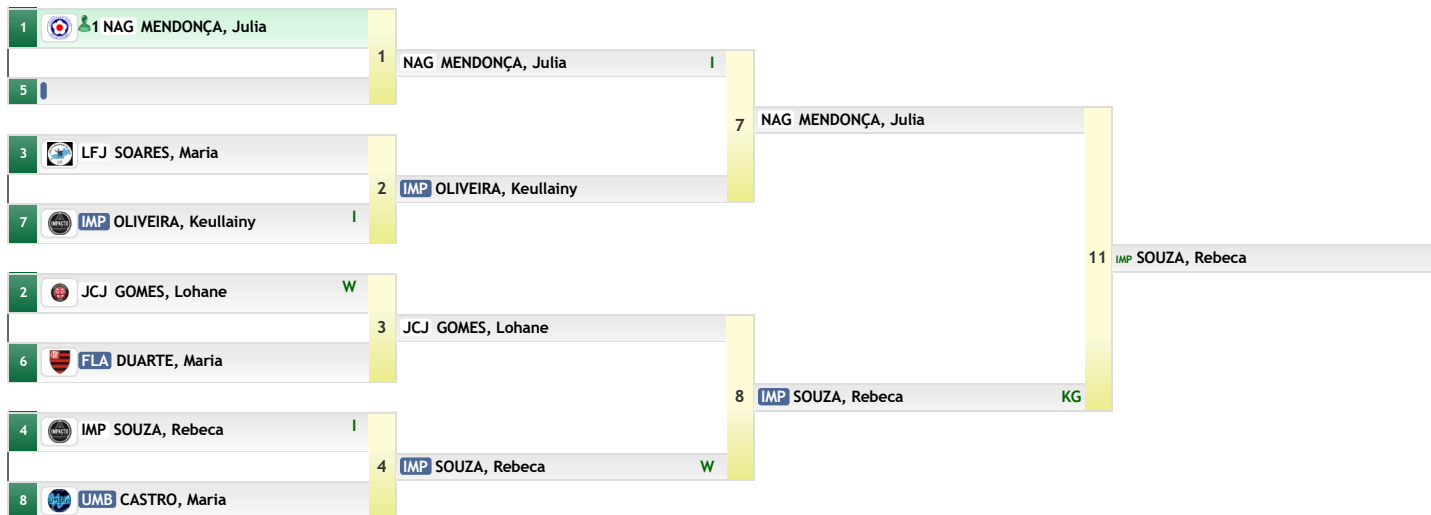 1 1 NAG MENDONÇA, Julia
1
NAG MENDONÇA, Julia I
5
7
NAG MENDONÇA, Julia
3 LFJ SOARES, Maria
2
IMP OLIVEIRA, Keullainy
7 IMPACTO IMP OLIVEIRA, Keullainy I
11 IMP SOUZA, Rebeca
2 JCJ GOMES, Lohane W
3
JCJ GOMES, Lohane
6 FLA DUARTE, Maria
8
IMP SOUZA, Rebeca KG
4 IMPACTO IMP SOUZA, Rebeca I
4
IMP SOUZA, Rebeca W
8 UMB CASTRO, Maria